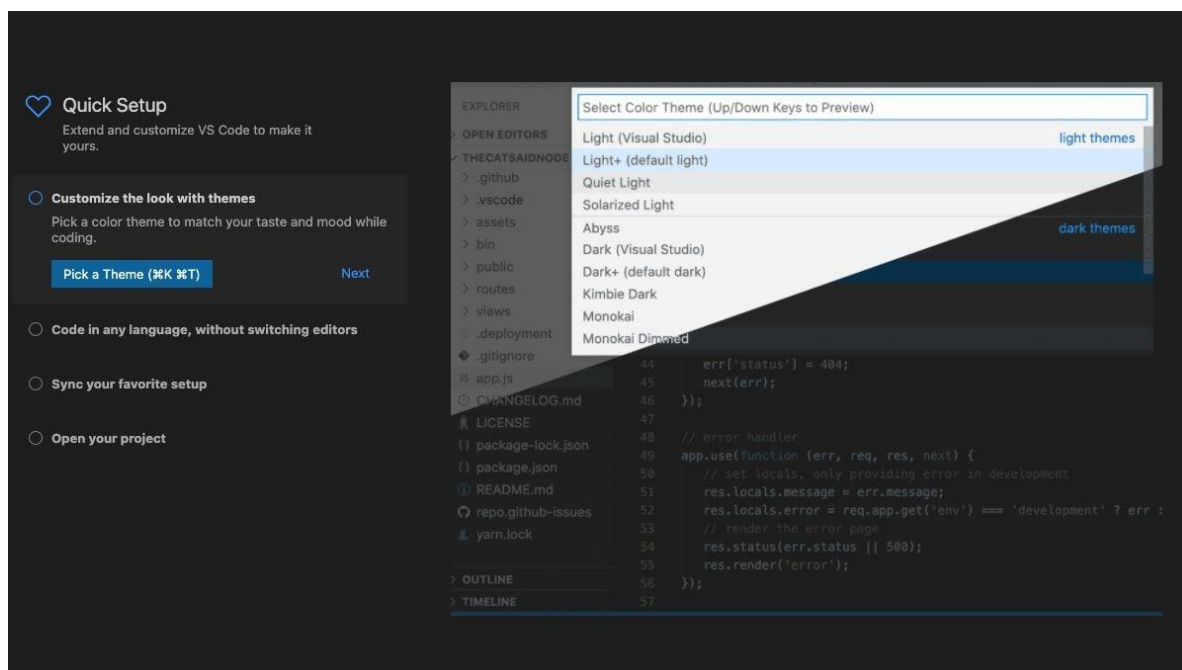 Quick Setup
Extend and customize VS Code to make it
yours.
Customize the look with themes
Pick a color theme to match your taste and mood while
coding.
Pick a Theme (⌘K ⌘T)
Next
Code in any language, without switching editors
Sync your favorite setup
Open your project
EXPLORER
OPEN EDITORS
THECATSAIDNODE
.github
.vscode
assets
bin
public
routes
views
.deployment
.gitignore
JS app.js
CHANGELOG.md
LICENSE
{} package-lock.json
{} package.json
README.md
repo.github-issues
yarn.lock
OUTLINE
TIMELINE
Select Color Theme (Up/Down Keys to Preview)
Light (Visual Studio) light themes
Light+ (default light)
Quiet Light
Solarized Light
Abyss dark themes
Dark (Visual Studio)
Dark+ (default dark)
Kimbie Dark
Monokai
Monokai Dimmed
44 err['status'] = 404;
45 next(err);
46 });
47
48 // error handler
49 app.use(function (err, req, res, next) {
50 // set locals, only providing error in development
51 res.locals.message = err.message;
52 res.locals.error = req.app.get('env') === 'development' ? err :
53 // render the error page
54 res.status(err.status || 500);
55 res.render('error');
56 });
57